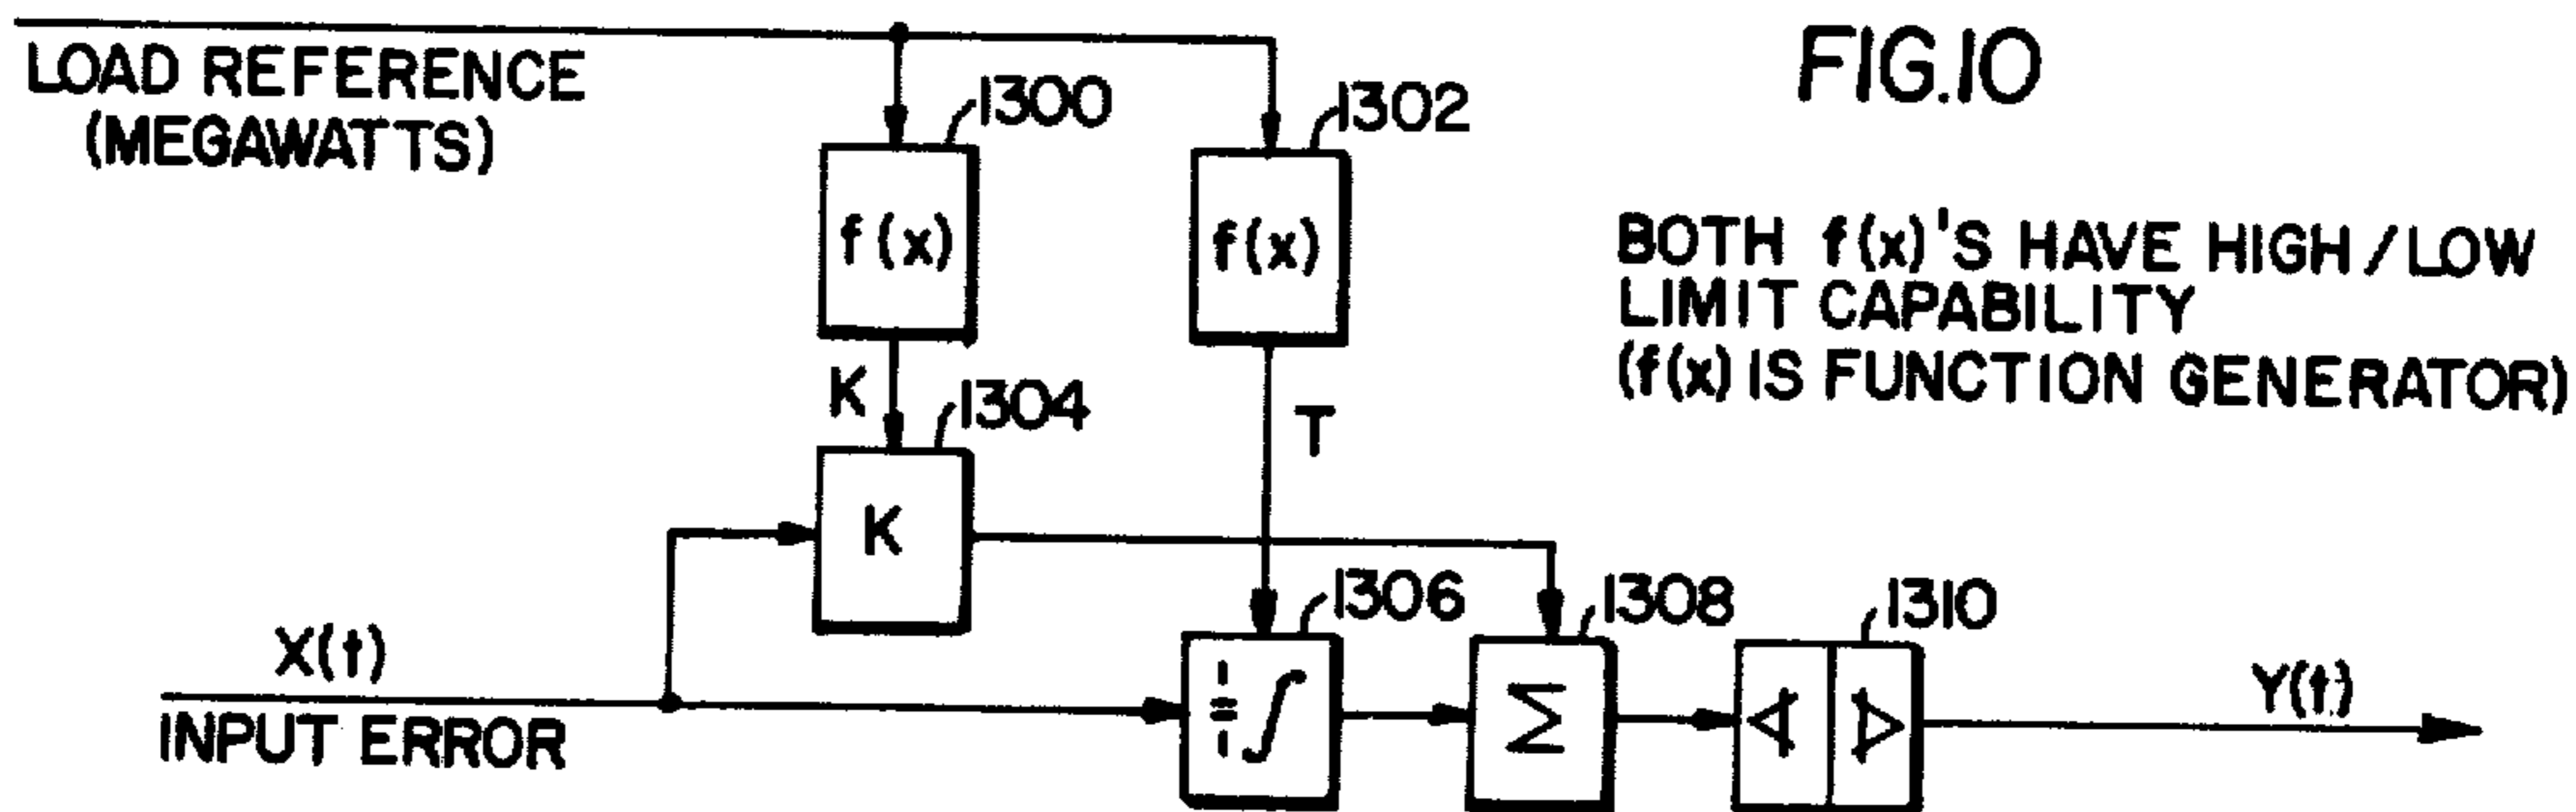 LOAD REFERENCE
(MEGAWATTS)
FIG.10
1300
1302
f(x)
f(x)
BOTH f(x)'S HAVE HIGH/LOW
LIMIT CAPABILITY
(f(x) IS FUNCTION GENERATOR)
K
1304
T
K
1306
1308
1310
X(t)
INPUT ERROR
÷∫
Σ
≮
≯
Y(t)